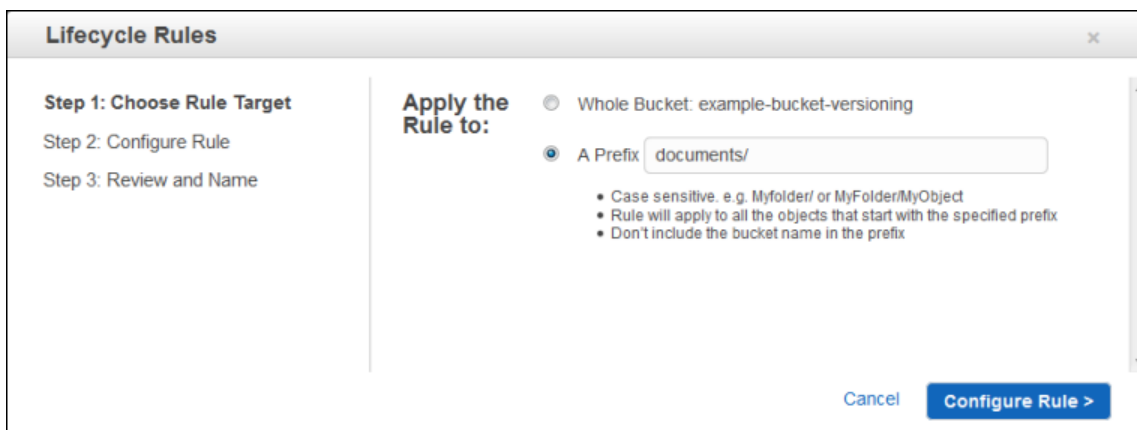 Lifecycle Rules
×
Step 1: Choose Rule Target
Step 2: Configure Rule
Step 3: Review and Name
Apply the
Rule to:
Whole Bucket: example-bucket-versioning
A Prefix documents/
• Case sensitive. e.g. Myfolder/ or MyFolder/MyObject
• Rule will apply to all the objects that start with the specified prefix
• Don't include the bucket name in the prefix
Cancel Configure Rule >